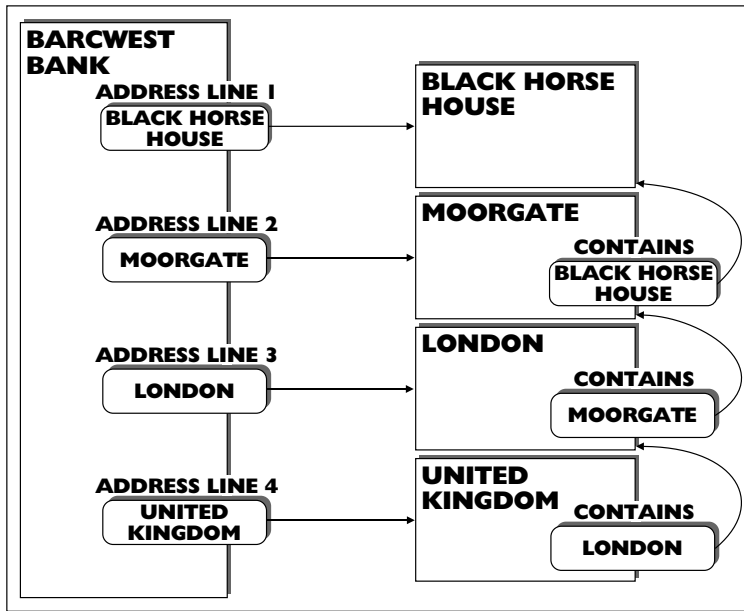 BARCWEST
BANK
ADDRESS LINE 1
BLACK HORSE
HOUSE
BLACK HORSE
HOUSE
ADDRESS LINE 2
MOORGATE
MOORGATE
CONTAINS
BLACK HORSE
HOUSE
ADDRESS LINE 3
LONDON
LONDON
CONTAINS
MOORGATE
ADDRESS LINE 4
UNITED
KINGDOM
UNITED
KINGDOM
CONTAINS
LONDON